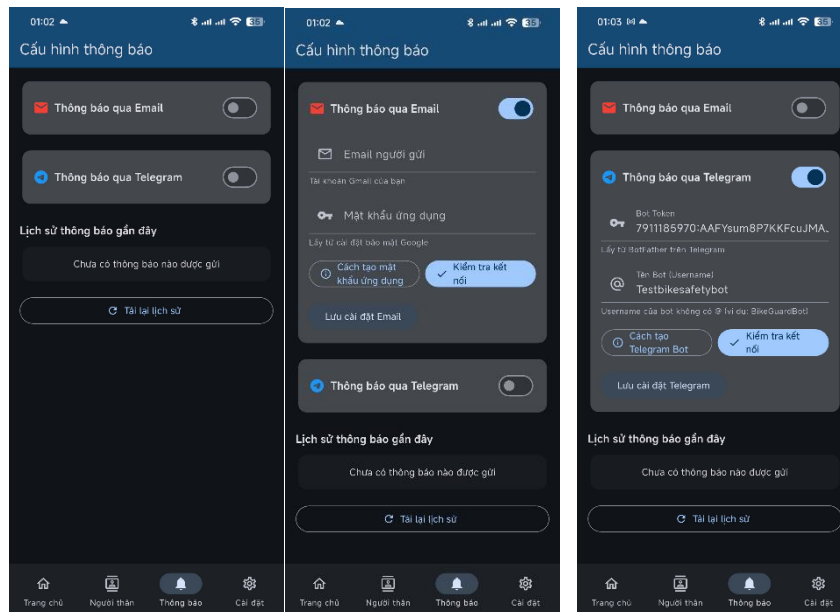 01:02
35
Cấu hình thông báo
Thông báo qua Email
Thông báo qua Telegram
Lịch sử thông báo gần đây
Chưa có thông báo nào được gửi
Tải lại lịch sử
Trang chủ
Người thân
Thông báo
Cài đặt
01:02
35
Cấu hình thông báo
Thông báo qua Email
Email người gửi
Tài khoản Gmail của bạn
Mật khẩu ứng dụng
Lấy từ cài đặt bảo mật Google
Cách tạo mật
khẩu ứng dụng
Kiểm tra kết
nối
Lưu cài đặt Email
Thông báo qua Telegram
Lịch sử thông báo gần đây
Chưa có thông báo nào được gửi
Tải lại lịch sử
Trang chủ
Người thân
Thông báo
Cài đặt
01:03
35
Cấu hình thông báo
Thông báo qua Email
Thông báo qua Telegram
Bot Token
7911185970:AAFYsum8P7KKFcuJMA.
Lấy từ BotFather trên Telegram
Tên Bot (Username)
Testbikesafetybot
Username của bot không có @ (ví dụ: BikeGuardBot)
Cách tạo
Telegram Bot
Kiểm tra kết
nối
Lưu cài đặt Telegram
Lịch sử thông báo gần đây
Chưa có thông báo nào được gửi
Tải lại lịch sử
Trang chủ
Người thân
Thông báo
Cài đặt